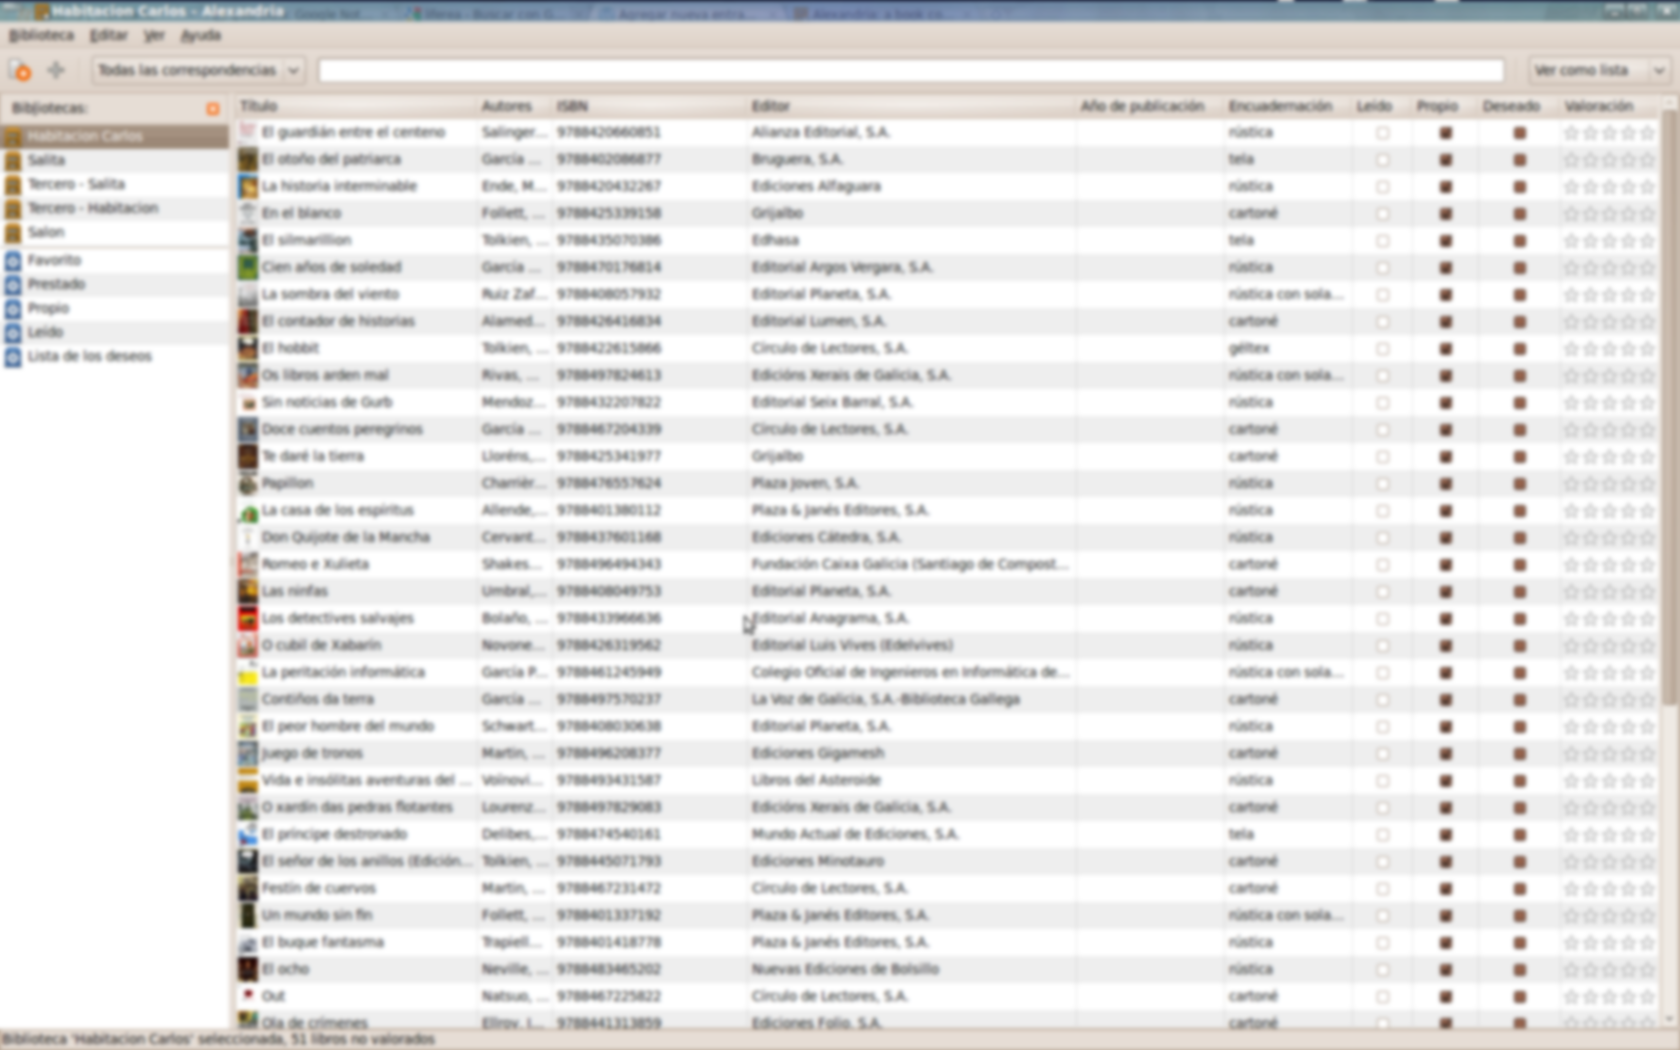 Habitacion Carlos - Alexandria
Biblioteca Editar Ver Ayuda
Todas las correspondencias Ver como lista
Bibliotecas:
Habitacion Carlos
Salita
Tercero - Salita
Tercero - Habitacion
Salon
Favorito
Prestado
Propio
Leído
Lista de los deseos
Título Autores ISBN Editor Año de publicación Encuadernación Leído Propio Deseado Valoración
El guardián entre el centeno Salinger... 9788420660851 Alianza Editorial, S.A. rústica
El otoño del patriarca García ... 9788402086877 Bruguera, S.A. tela
La historia interminable Ende, M... 9788420432267 Ediciones Alfaguara rústica
En el blanco Follett, ... 9788425339158 Grijalbo cartoné
El silmarillion Tolkien, ... 9788435070386 Edhasa tela
Cien años de soledad García ... 9788470176814 Editorial Argos Vergara, S.A. rústica
La sombra del viento Ruiz Zaf... 9788408057932 Editorial Planeta, S.A. rústica con sola...
El contador de historias Alamed... 9788426416834 Editorial Lumen, S.A. cartoné
El hobbit Tolkien, ... 9788422615866 Círculo de Lectores, S.A. géltex
Os libros arden mal Rivas, ... 9788497824613 Edicións Xerais de Galicia, S.A. rústica con sola...
Sin noticias de Gurb Mendoz... 9788432207822 Editorial Seix Barral, S.A. rústica
Doce cuentos peregrinos García ... 9788467204339 Círculo de Lectores, S.A. cartoné
Te daré la tierra Lloréns,... 9788425341977 Grijalbo cartoné
Papillon Charrièr... 9788476557624 Plaza Joven, S.A. rústica
La casa de los espíritus Allende,... 9788401380112 Plaza & Janés Editores, S.A. rústica
Don Quijote de la Mancha Cervant... 9788437601168 Ediciones Cátedra, S.A. rústica
Romeo e Xulieta Shakes... 9788496494343 Fundación Caixa Galicia (Santiago de Compost... cartoné
Las ninfas Umbral,... 9788408049753 Editorial Planeta, S.A. cartoné
Los detectives salvajes Bolaño, ... 9788433966636 Editorial Anagrama, S.A. rústica
O cubil de Xabarín Novone... 9788426319562 Editorial Luis Vives (Edelvives) rústica
La peritación informática García P... 9788461245949 Colegio Oficial de Ingenieros en Informática de... rústica con sola...
Contiños da terra García ... 9788497570237 La Voz de Galicia, S.A.-Biblioteca Gallega cartoné
El peor hombre del mundo Schwart... 9788408030638 Editorial Planeta, S.A. rústica
Juego de tronos Martin, ... 9788496208377 Ediciones Gigamesh cartoné
Vida e insólitas aventuras del ... Voinovi... 9788493431587 Libros del Asteroide rústica
O xardín das pedras flotantes Lourenz... 9788497829083 Edicións Xerais de Galicia, S.A. cartoné
El príncipe destronado Delibes,... 9788474540161 Mundo Actual de Ediciones, S.A. tela
El señor de los anillos (Edición... Tolkien, ... 9788445071793 Ediciones Minotauro cartoné
Festín de cuervos Martin, ... 9788467231472 Círculo de Lectores, S.A. cartoné
Un mundo sin fin Follett, ... 9788401337192 Plaza & Janés Editores, S.A. rústica con sola...
El buque fantasma Trapiell... 9788401418778 Plaza & Janés Editores, S.A. rústica
El ocho Neville, ... 9788483465202 Nuevas Ediciones de Bolsillo rústica
Out Natsuo, ... 9788467225822 Círculo de Lectores, S.A. cartoné
Ola de crímenes Ellroy, J... 9788441313859 Ediciones Folio, S.A. cartoné
Biblioteca 'Habitacion Carlos' seleccionada, 51 libros no valorados